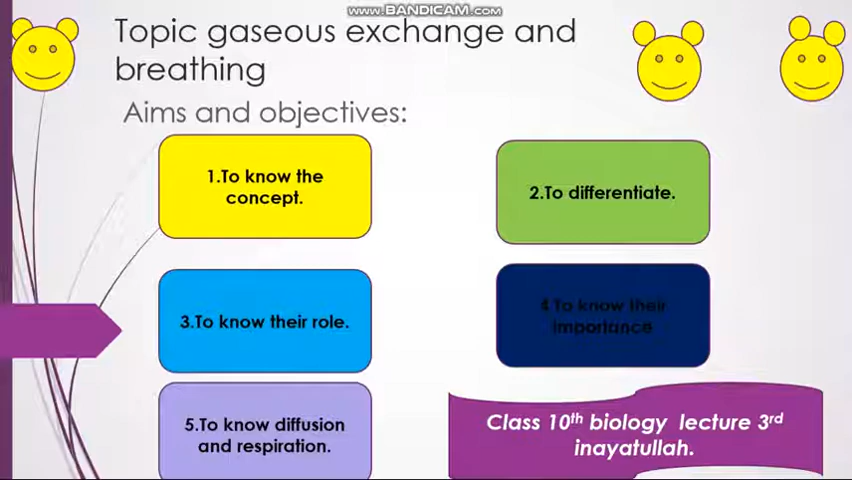 www.BANDICAM.com
Topic gaseous exchange and
breathing
Aims and objectives:
1.To know the
concept.
2.To differentiate.
3.To know their role.
4.To know their
importance
5.To know diffusion
and respiration.
Class 10th biology lecture 3rd
inayatullah.